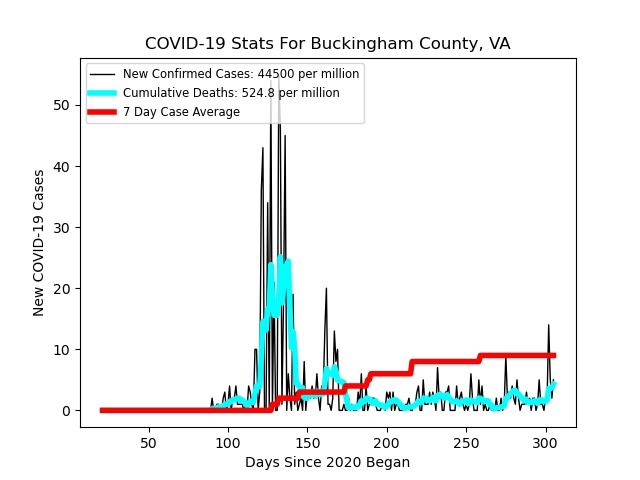 COVID-19 Stats For Buckingham County, VA
New Confirmed Cases: 44500 per million
Cumulative Deaths: 524.8 per million
7 Day Case Average
New COVID-19 Cases
50
40
30
20
10
0
50 100 150 200 250 300
Days Since 2020 Began